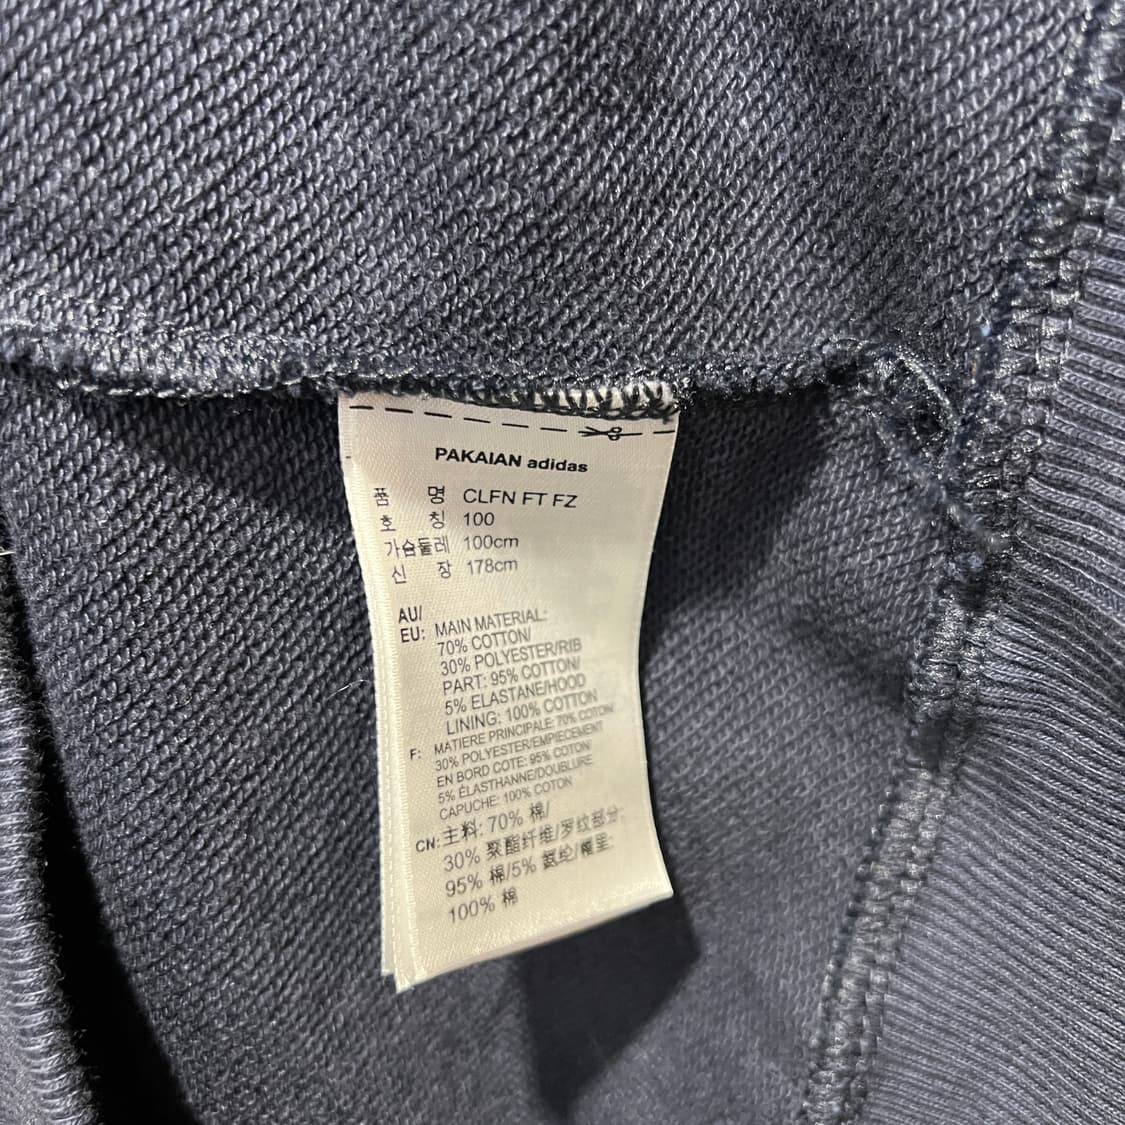 PAKAIAN adidas
품 명 CLFN FT FZ
호 칭 100
가슴둘레 100cm
신 장 178cm
AU/
EU: MAIN MATERIAL:
70% COTTON/
30% POLYESTER/RIB
PART: 95% COTTON/
5% ELASTANE/HOOD
LINING: 100% COTTON
F: MATIERE PRINCIPALE: 70% COTON/
30% POLYESTER/EMPIECEMENT
EN BORD COTE: 95% COTON/
5% ÉLASTHANNE/DOUBLURE
CAPUCHE: 100% COTON
CN: 主料: 70% 棉/
30% 聚酯纤维/罗纹部分:
95% 棉/5% 氨纶/帽里:
100% 棉